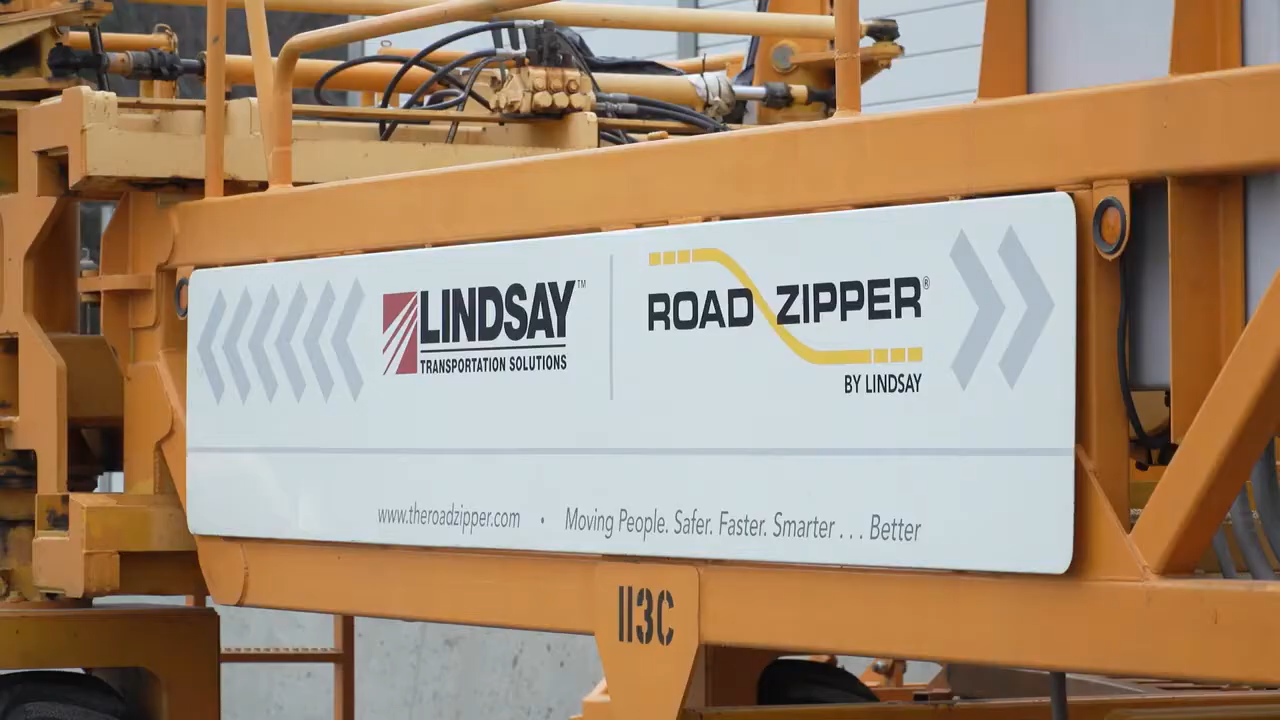 LINDSAY™
TRANSPORTATION SOLUTIONS
ROAD ZIPPER®
BY LINDSAY
www.theroadzipper.com • Moving People. Safer. Faster. Smarter . . . Better
113C